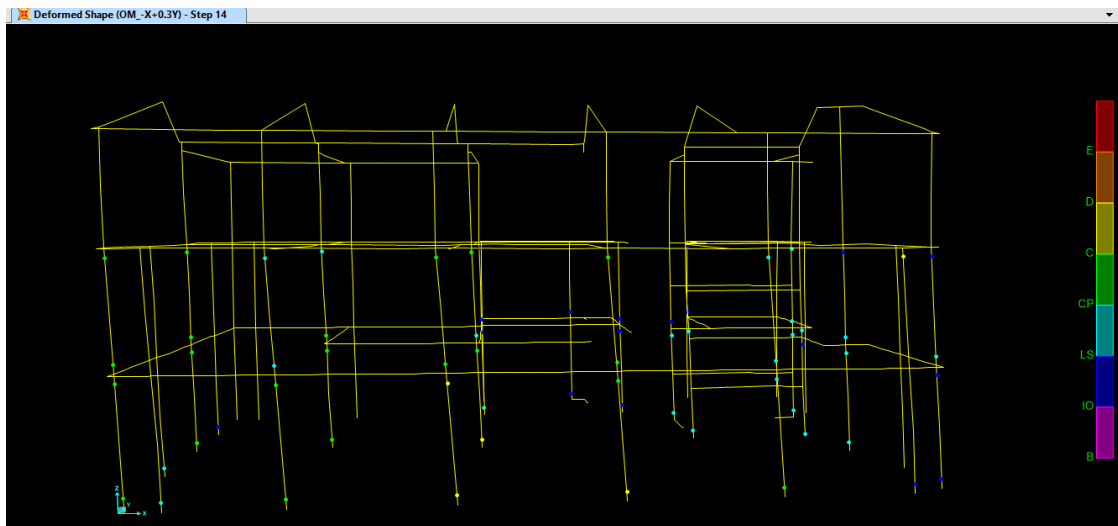 Deformed Shape (OM_-X+0.3Y) - Step 14
E
D
C
CP
LS
IO
B
Z
Y
X